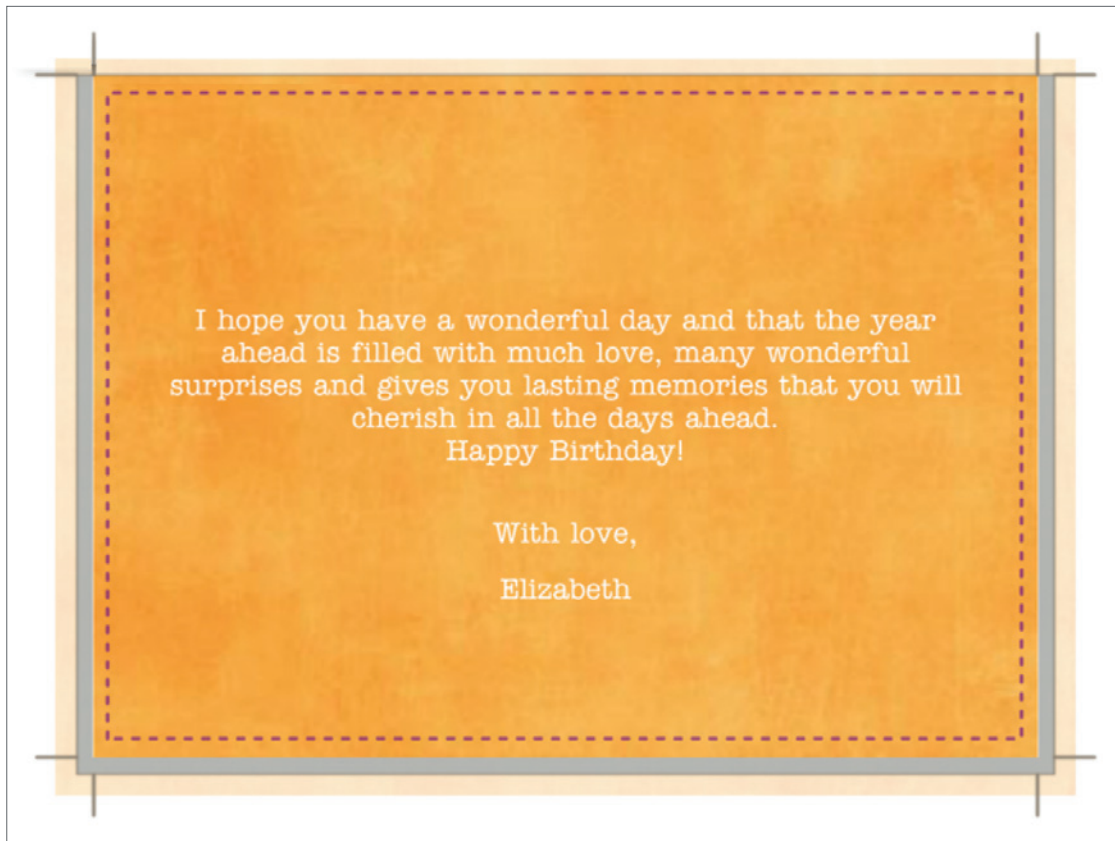 I hope you have a wonderful day and that the year
ahead is filled with much love, many wonderful
surprises and gives you lasting memories that you will
cherish in all the days ahead.
Happy Birthday!
With love,
Elizabeth